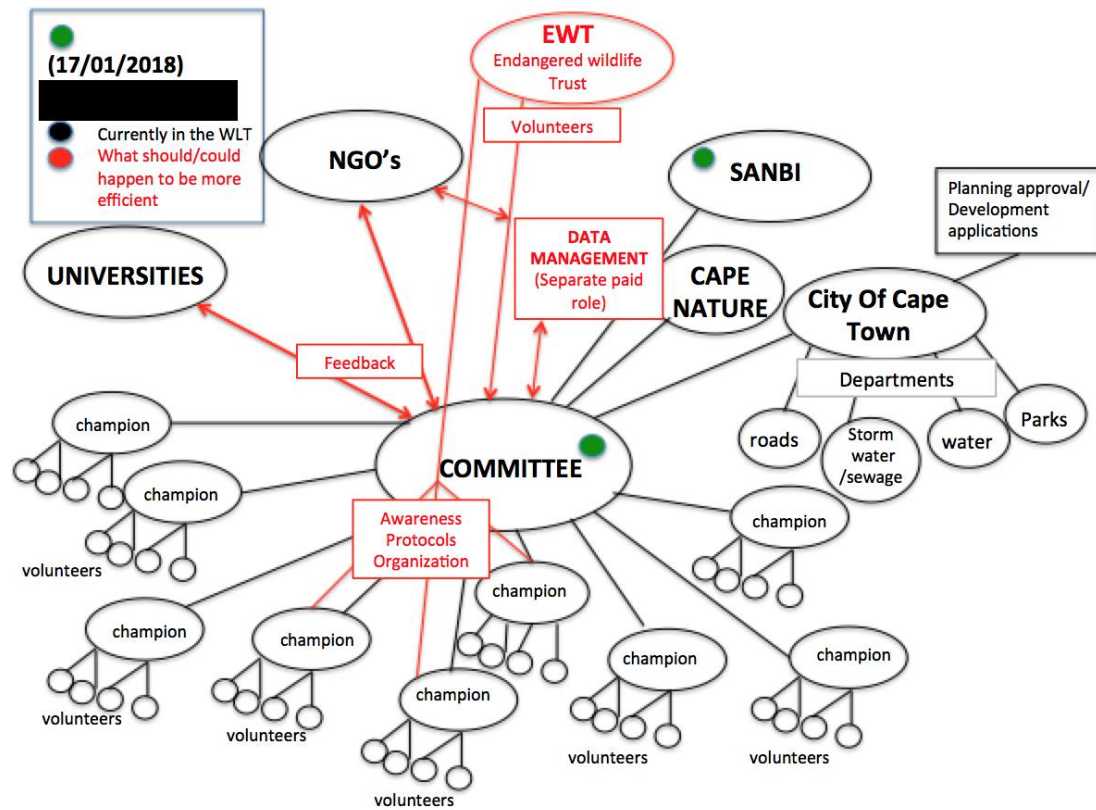 (17/01/2018)
Currently in the WLT
What should/could
happen to be more
efficient
EWT
Endangered wildlife
Trust
Volunteers
NGO's
SANBI
Planning approval/
Development
applications
UNIVERSITIES
DATA
MANAGEMENT
(Separate paid
role)
CAPE
NATURE
City Of Cape
Town
Feedback
Departments
roads
Storm
water
/sewage
water
Parks
champion
champion
volunteers
COMMITTEE
champion
Awareness
Protocols
Organization
champion
champion
volunteers
champion
volunteers
champion
volunteers
champion
volunteers
champion
volunteers